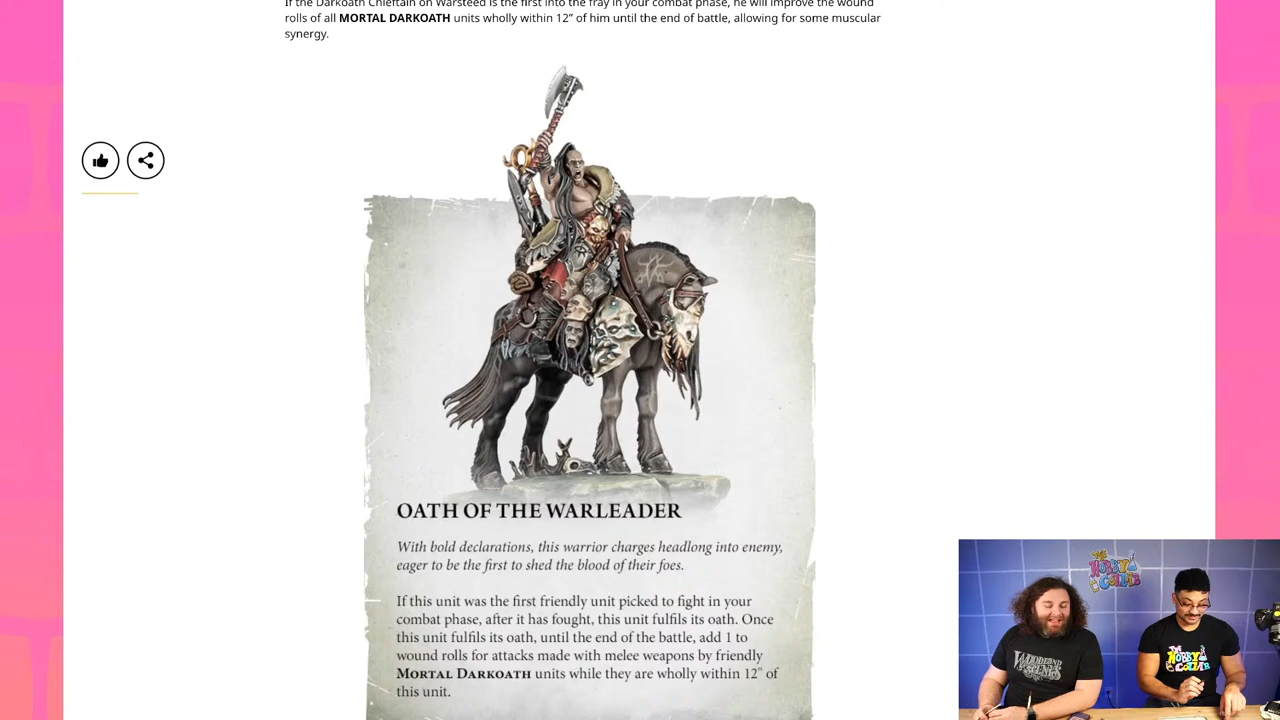 If the Darkoath Chieftain on Warsteed is the first into the fray in your combat phase, he will improve the wound
rolls of all MORTAL DARKOATH units wholly within 12” of him until the end of battle, allowing for some muscular
synergy.
OATH OF THE WARLEADER
With bold declarations, this warrior charges headlong into enemy,
eager to be the first to shed the blood of their foes.
If this unit was the first friendly unit picked to fight in your
combat phase, after it has fought, this unit fulfils its oath. Once
this unit fulfils its oath, until the end of the battle, add 1 to
wound rolls for attacks made with melee weapons by friendly
MORTAL DARKOATH units while they are wholly within 12" of
this unit.
THE
HOBBY
COLLIB
THE
HOBBY
COLLIB